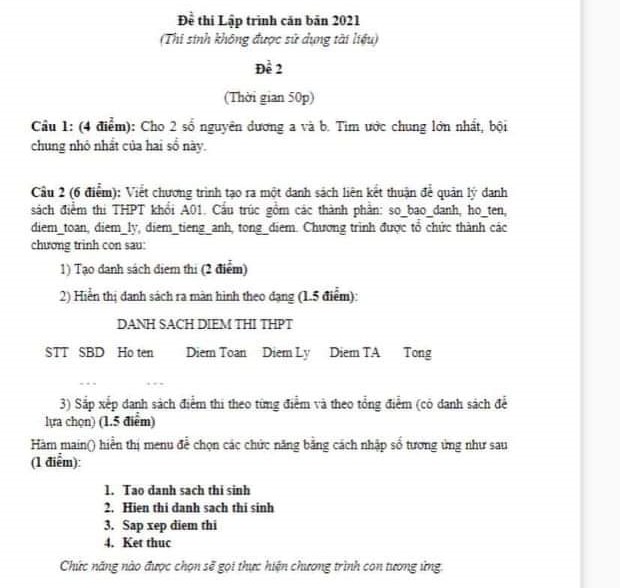 Đề thi Lập trình căn bản 2021
(Thí sinh không được sử dụng tài liệu)
Đề 2
(Thời gian 50p)
Câu 1: (4 điểm): Cho 2 số nguyên dương a và b. Tìm ước chung lớn nhất, bội
chung nhỏ nhất của hai số này.
Câu 2 (6 điểm): Viết chương trình tạo ra một danh sách liên kết thuận để quản lý danh
sách điểm thi THPT khối A01. Cấu trúc gồm các thành phần: so_bao_danh, ho_ten,
diem_toan, diem_ly, diem_tieng_anh, tong_diem. Chương trình được tổ chức thành các
chương trình con sau:
1) Tạo danh sách điem thi (2 điểm)
2) Hiển thị danh sách ra màn hình theo dạng (1.5 điểm):
DANH SACH DIEM THI THPT
STT SBD Ho ten Diem Toan Diem Ly Diem TA Tong
... ...
3) Sắp xếp danh sách điểm thi theo từng điểm và theo tổng điểm (có danh sách để
lựa chọn) (1.5 điểm)
Hàm main() hiển thị menu để chọn các chức năng bằng cách nhập số tương ứng như sau
(1 điểm):
1. Tao danh sach thi sinh
2. Hien thi danh sach thi sinh
3. Sap xep diem thi
4. Ket thuc
Chức năng nào được chọn sẽ gọi thực hiện chương trình con tương ứng.